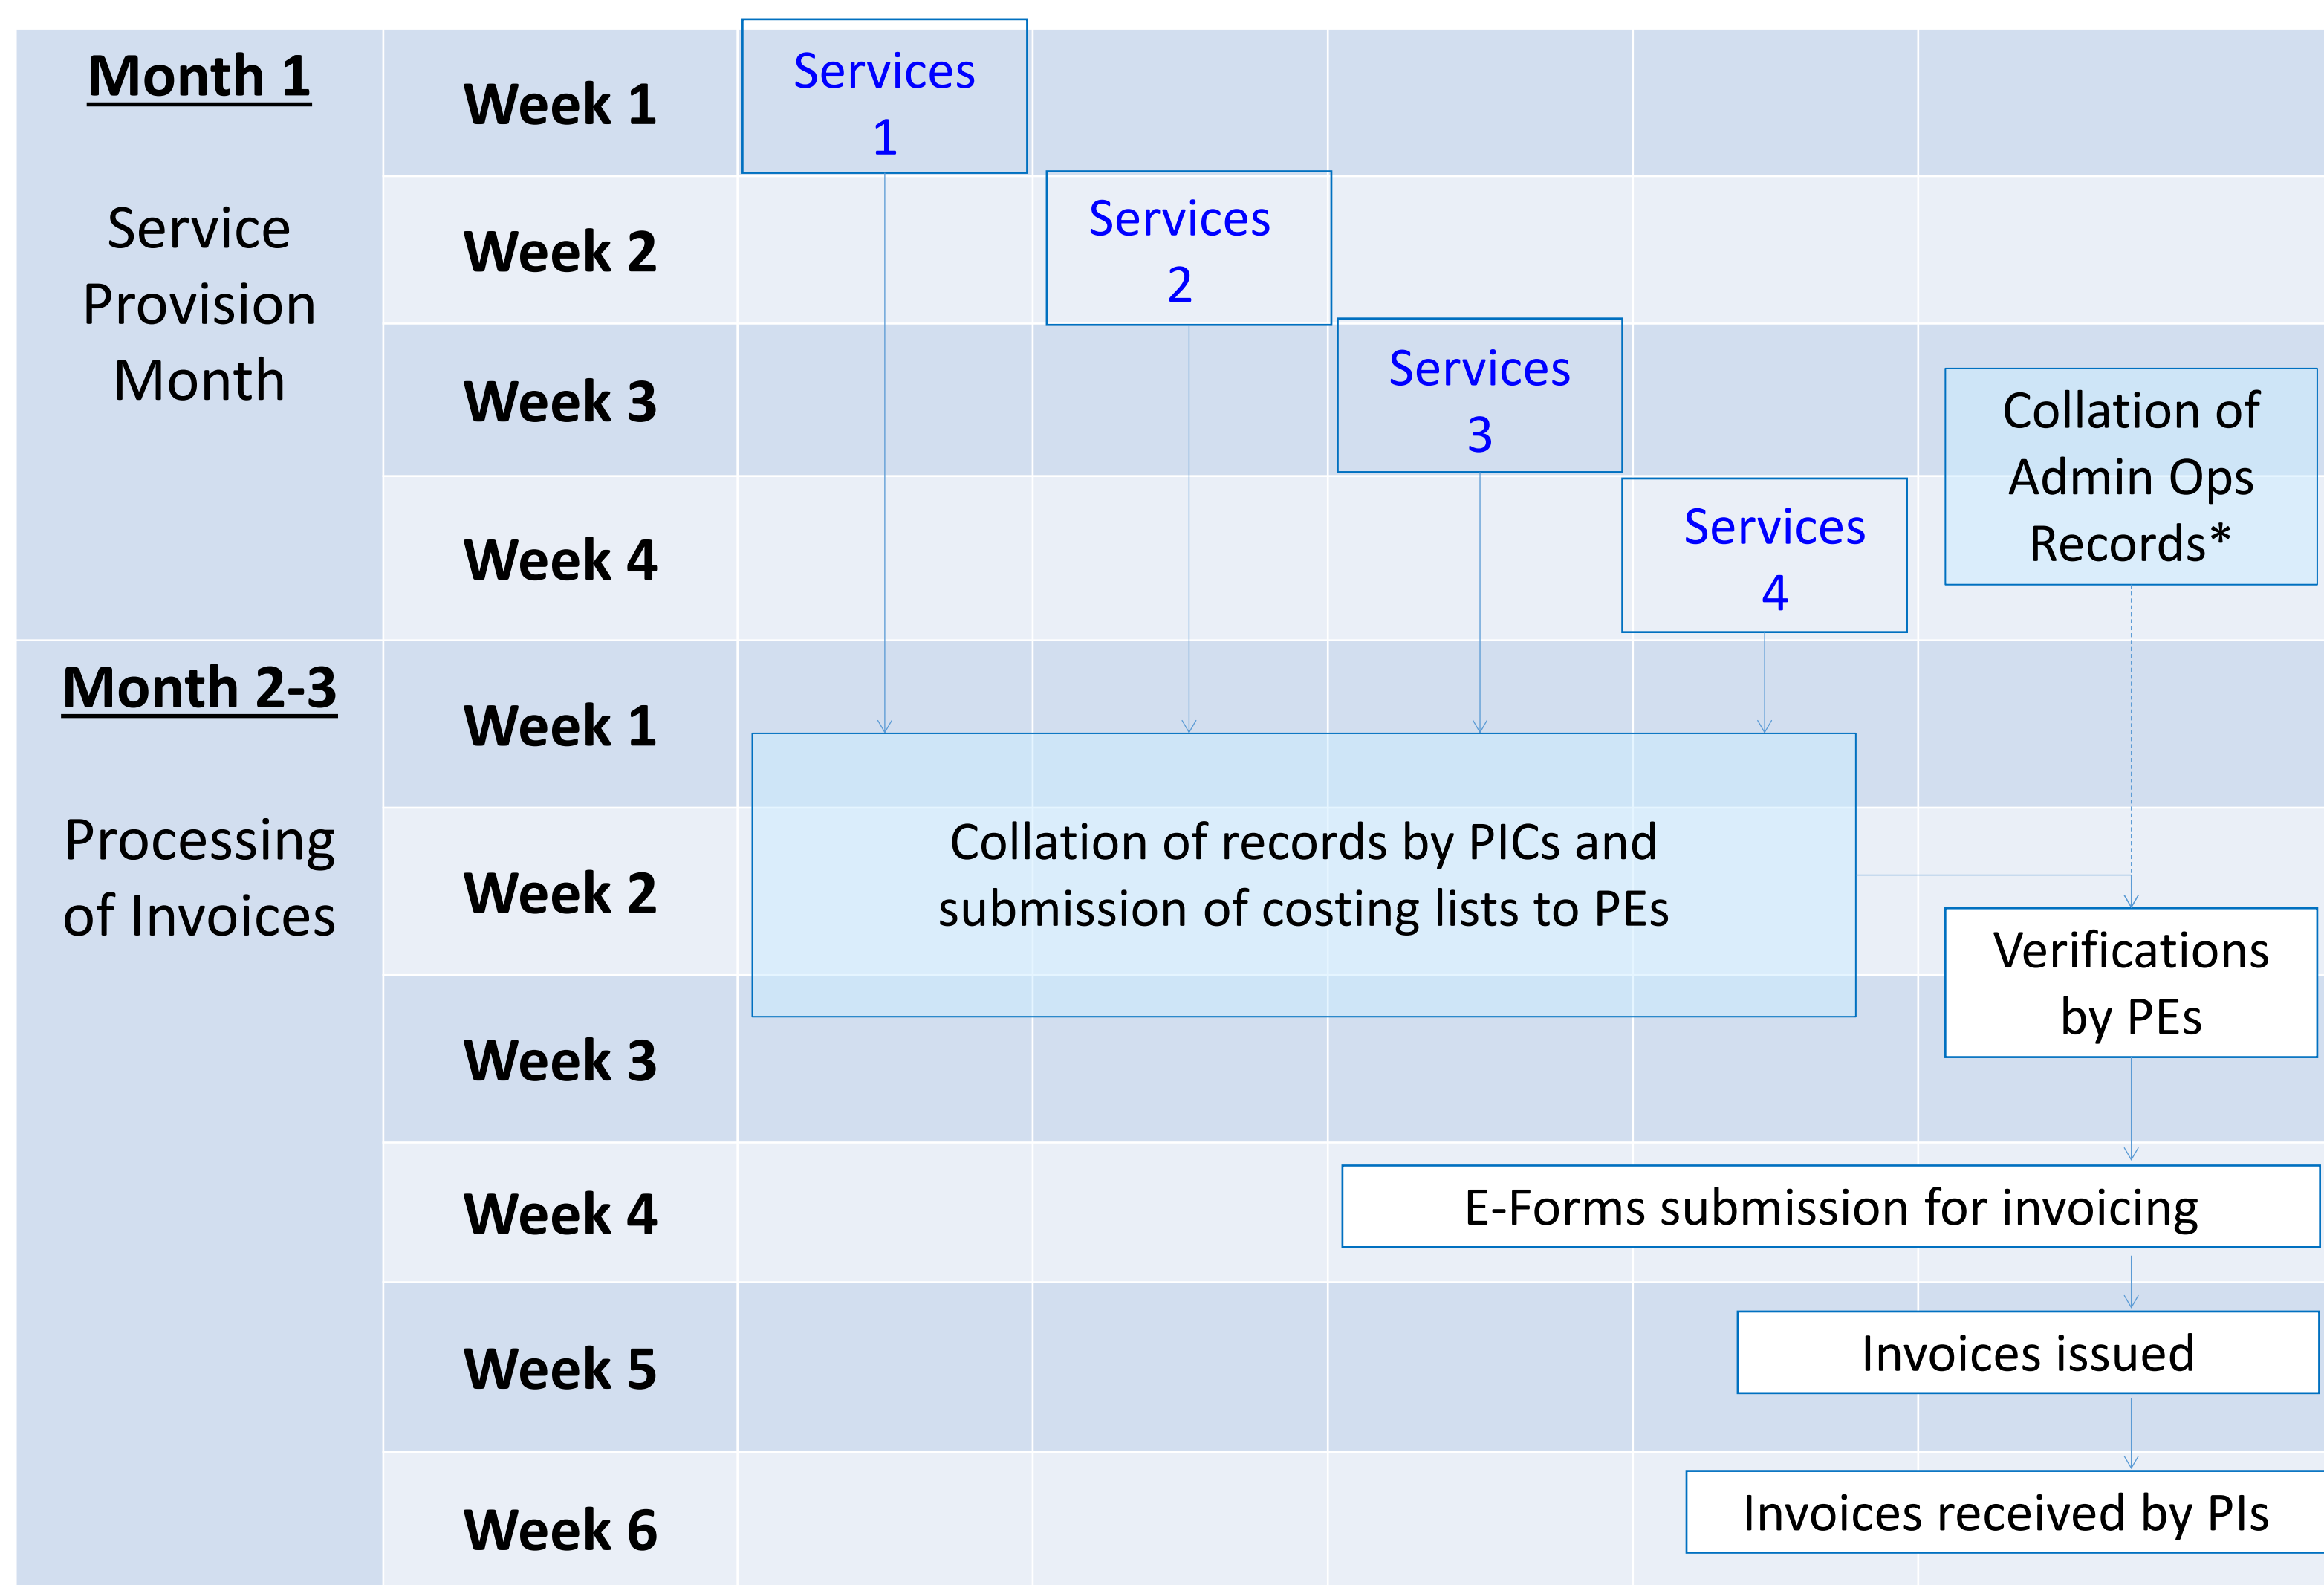 Month 1
Service
Provision
Month
Week 1
Services
1
Week 2
Services
2
Week 3
Services
3
Collation of
Admin Ops
Records*
Week 4
Services
4
Month 2-3
Processing
of Invoices
Week 1
Week 2
Collation of records by PICs and
submission of costing lists to PEs
Verifications
by PEs
Week 3
Week 4
E-Forms submission for invoicing
Week 5
Invoices issued
Week 6
Invoices received by PIs